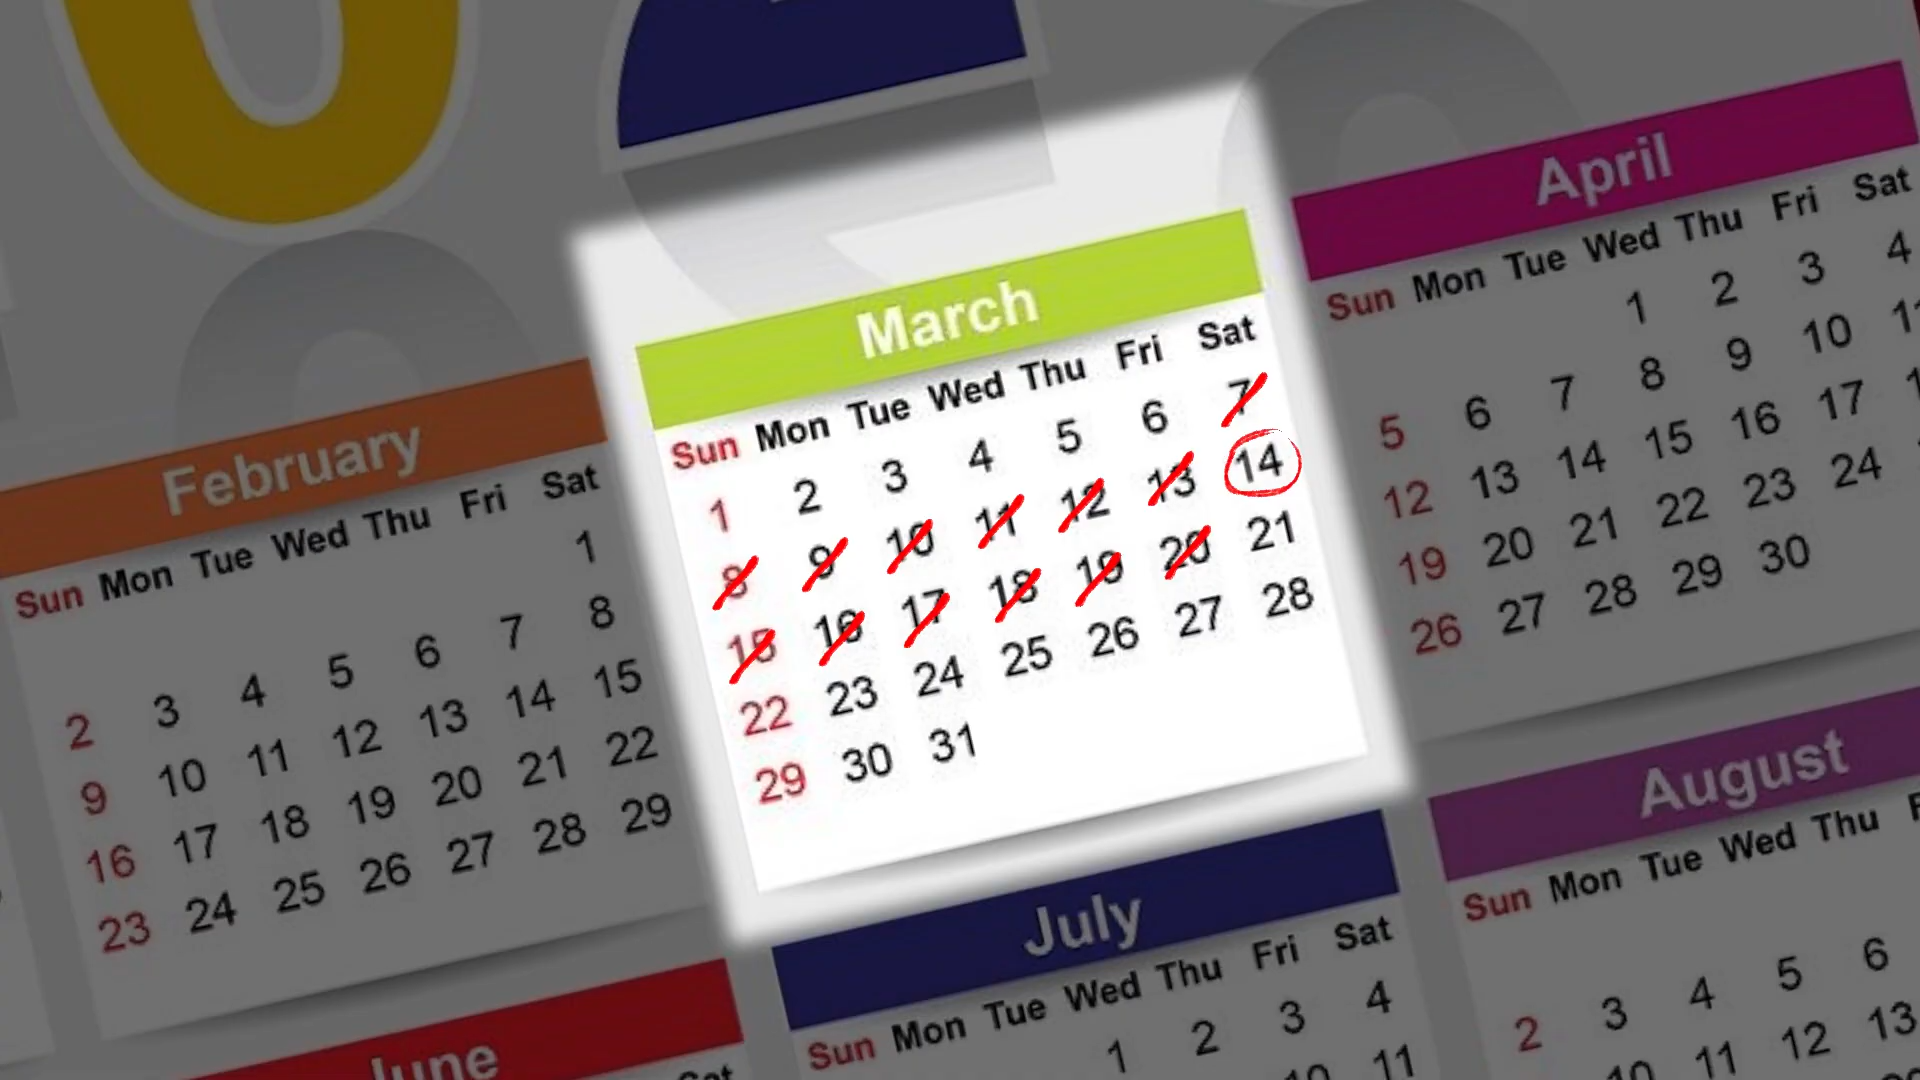 March
Sun Mon Tue Wed Thu Fri Sat
1 2 3 4 5 6 7
8 9 10 11 12 13 14
15 16 17 18 19 20 21
22 23 24 25 26 27 28
29 30 31
April
Sun Mon Tue Wed Thu Fri Sat
1 2 3 4
5 6 7 8 9 10 11
12 13 14 15 16 17
19 20 21 22 23 24
26 27 28 29 30
February
Sun Mon Tue Wed Thu Fri Sat
1
2 3 4 5 6 7 8
9 10 11 12 13 14 15
16 17 18 19 20 21 22
23 24 25 26 27 28 29
June
Sat
July
Sun Mon Tue Wed Thu Fri Sat
1 2 3 4
10 11
August
Sun Mon Tue Wed Thu
2 3 4 5 6
10 11 12 13